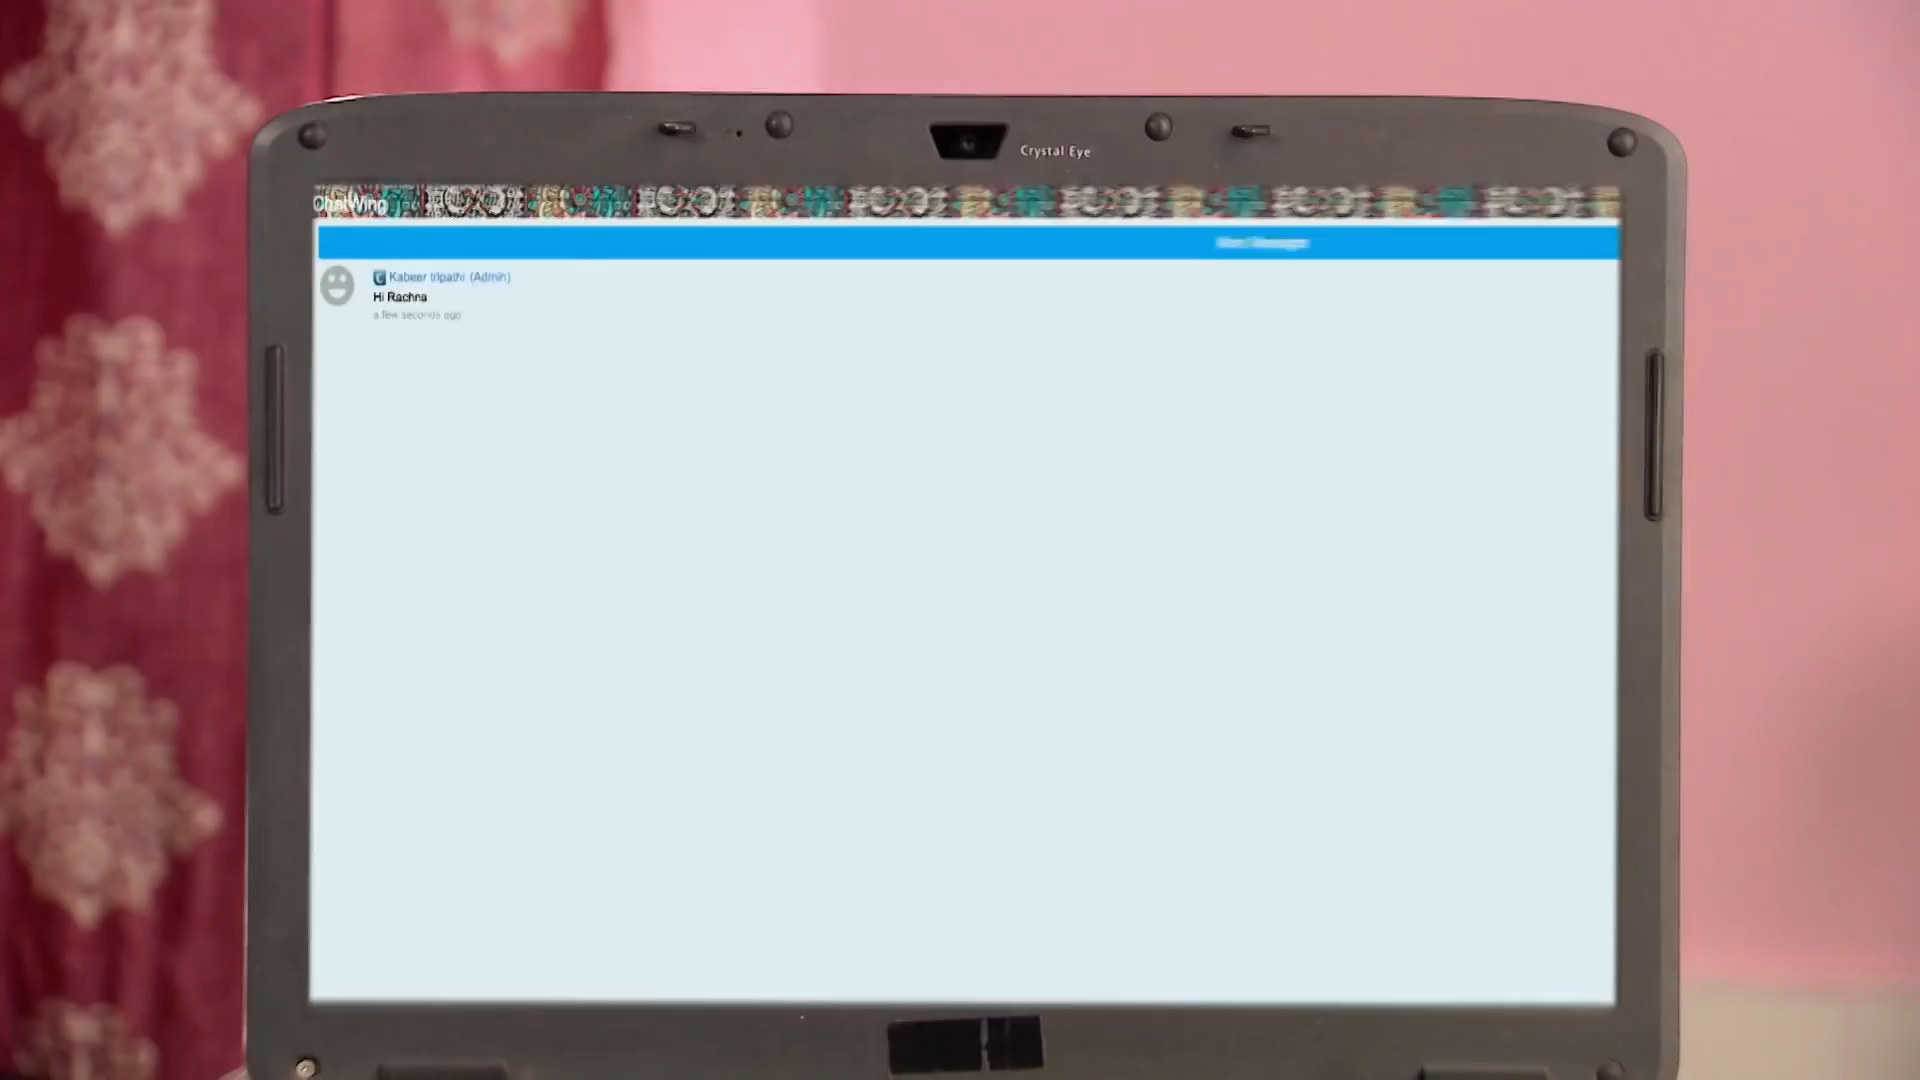 Crystal Eye
ChatWing
Kabeer tripathi (Admin)
Hi Rachna
a few seconds ago